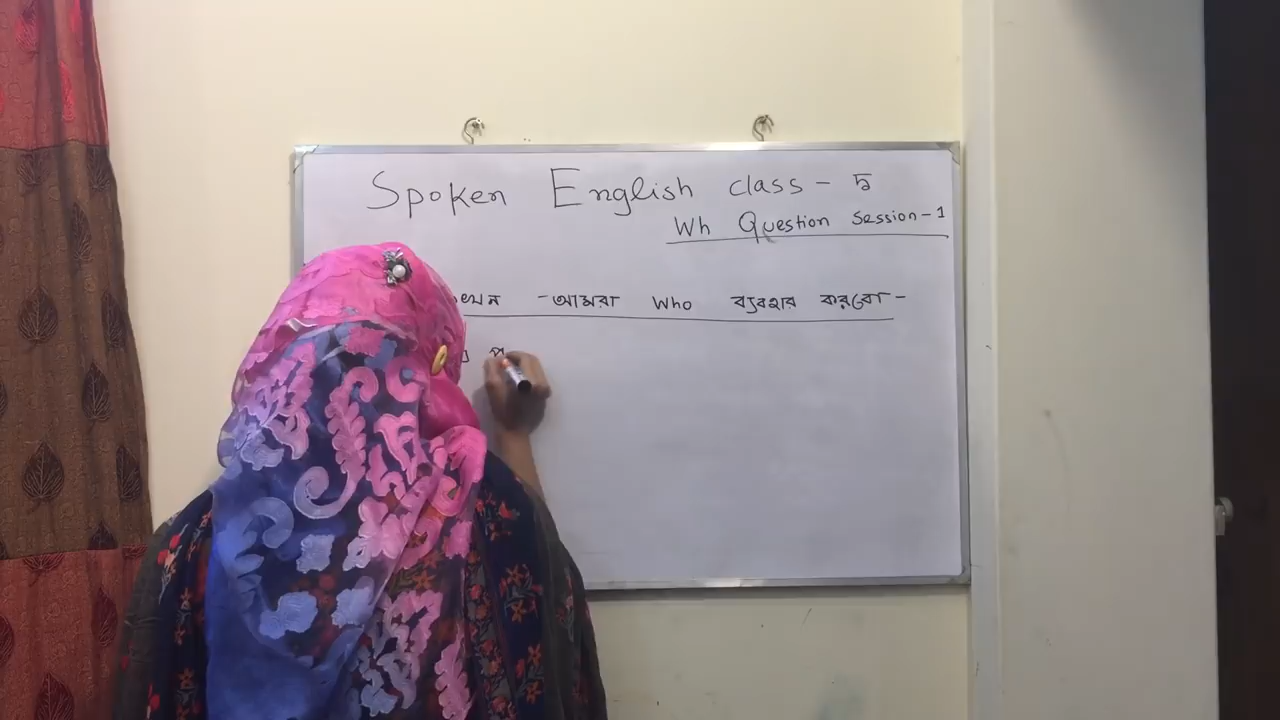 Spoken English class - ৯
Wh Question Session-1
- আমরা Who ব্যবহার করবো -